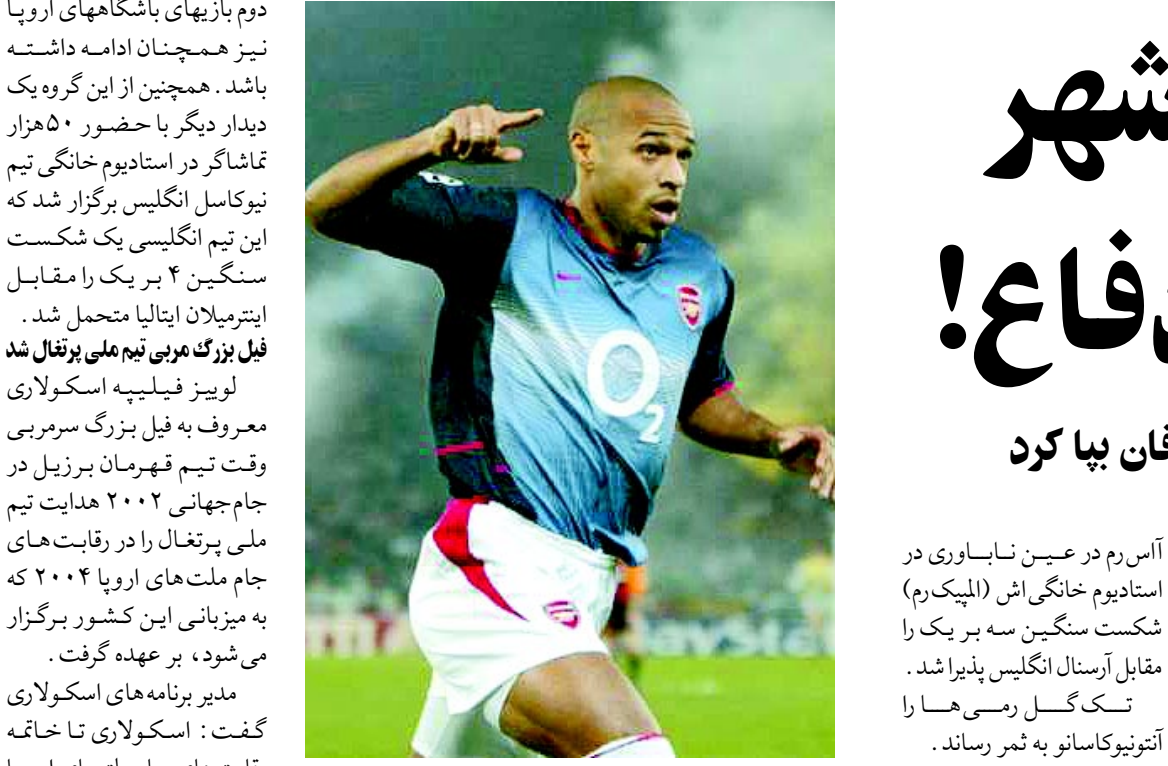 شهر
دفاع!
بپا کرد
آاس‌رم در عین نابـاوری در
استادیوم خانگی‌اش (المپیک‌رم)
شکست سنگین سه بر یک را
مقابل آرسنال انگلیس پذیرا شد.
تک گل رمی‌ها را
آنتونیوکاسانو به ثمر رساند.
O2
دوم بازیهای باشگاههای اروپا
نیز همچنان ادامه داشته
باشد. همچنین از این گروه یک
دیدار دیگر با حضور ۵۰هزار
تماشاگر در استادیوم خانگی تیم
نیوکاسل انگلیس برگزار شد که
این تیم انگلیسی یک شکست
سنگین ۴ بر یک را مقابل
اینترمیلان ایتالیا متحمل شد.
فیل بزرگ مربی تیم ملی پرتغال شد
لوییز فیلیپه اسکولاری
معروف به فیل بزرگ سرمربی
وقت تیم قهرمان برزیل در
جام‌جهانی ۲۰۰۲ هدایت تیم
ملی پرتغال را در رقابت‌های
جام ملت‌های اروپا ۲۰۰۴ که
به میزبانی این کشور برگزار
می‌شود، بر عهده گرفت.
مدیر برنامه‌های اسکولاری
گفت: اسکولاری تا خاتمه